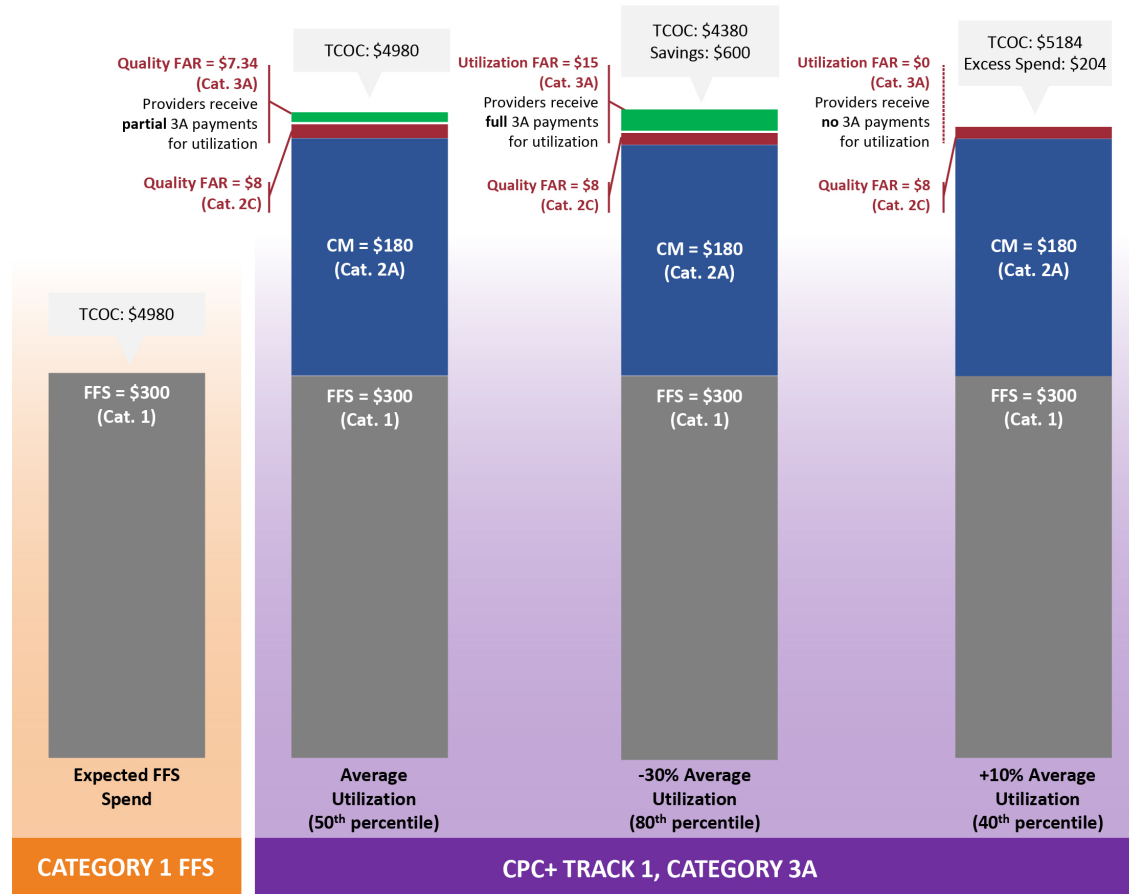 TCOC: $4980
FFS = $300
(Cat. 1)
Expected FFS
Spend
CATEGORY 1 FFS
Quality FAR = $7.34
(Cat. 3A)
Providers receive
partial 3A payments
for utilization
Quality FAR = $8
(Cat. 2C)
TCOC: $4980
CM = $180
(Cat. 2A)
FFS = $300
(Cat. 1)
Average
Utilization
(50th percentile)
Utilization FAR = $15
(Cat. 3A)
Providers receive
full 3A payments
for utilization
Quality FAR = $8
(Cat. 2C)
TCOC: $4380
Savings: $600
CM = $180
(Cat. 2A)
FFS = $300
(Cat. 1)
-30% Average
Utilization
(80th percentile)
Utilization FAR = $0
(Cat. 3A)
Providers receive
no 3A payments
for utilization
Quality FAR = $8
(Cat. 2C)
TCOC: $5184
Excess Spend: $204
CM = $180
(Cat. 2A)
FFS = $300
(Cat. 1)
+10% Average
Utilization
(40th percentile)
CPC+ TRACK 1, CATEGORY 3A